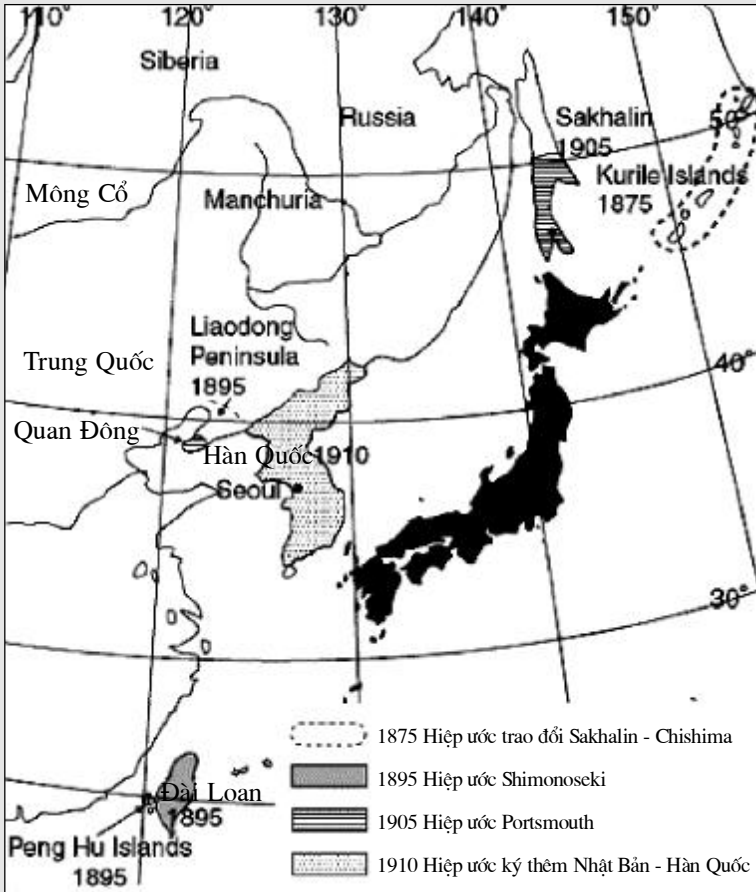 110°
120°
130°
140°
150°
Siberia
Russia
Sakhalin
1905
50°
Kurile Islands
1875
Mông Cổ
Manchuria
Liaodong
Peninsula
1895
Trung Quốc
40°
Quan Đông
Hàn Quốc 1910
Seoul
30°
Đài Loan
1895
Peng Hu Islands
1895
1875 Hiệp ước trao đổi Sakhalin - Chishima
1895 Hiệp ước Shimonoseki
1905 Hiệp ước Portsmouth
1910 Hiệp ước ký thêm Nhật Bản - Hàn Quốc